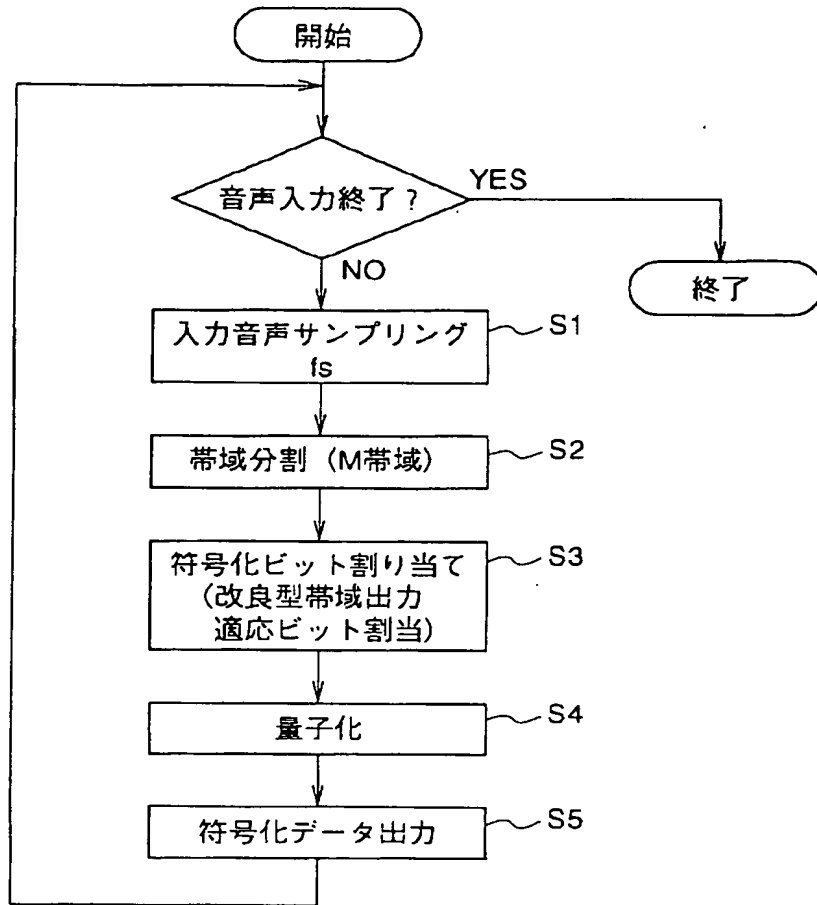 開始
音声入力終了?
YES
NO
終了
入力音声サンプリング
fs
S1
帯域分割(M帯域)
S2
符号化ビット割り当て
(改良型帯域出力
適応ビット割当)
S3
量子化
S4
符号化データ出力
S5